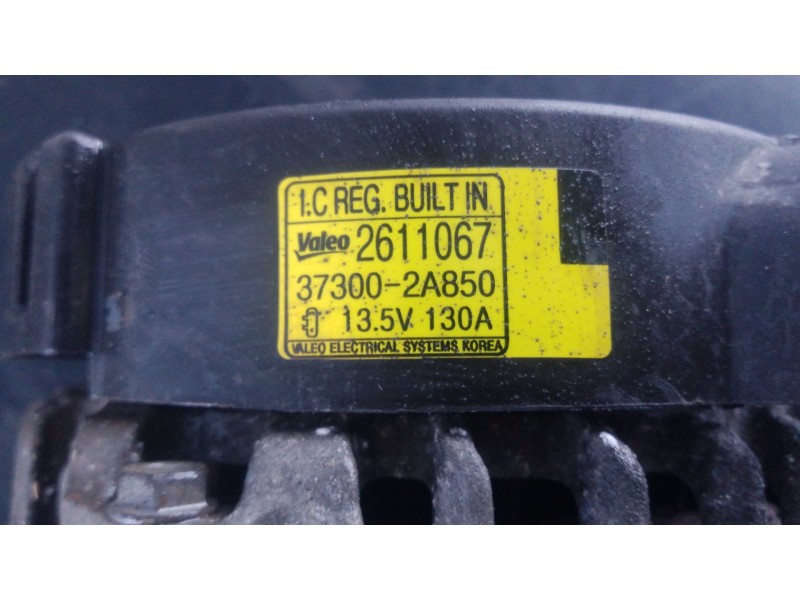 I.C REG. BUILT IN
Valeo 2611067
37300-2A850
13.5V 130A
VALEO ELECTRICAL SYSTEMS KOREA